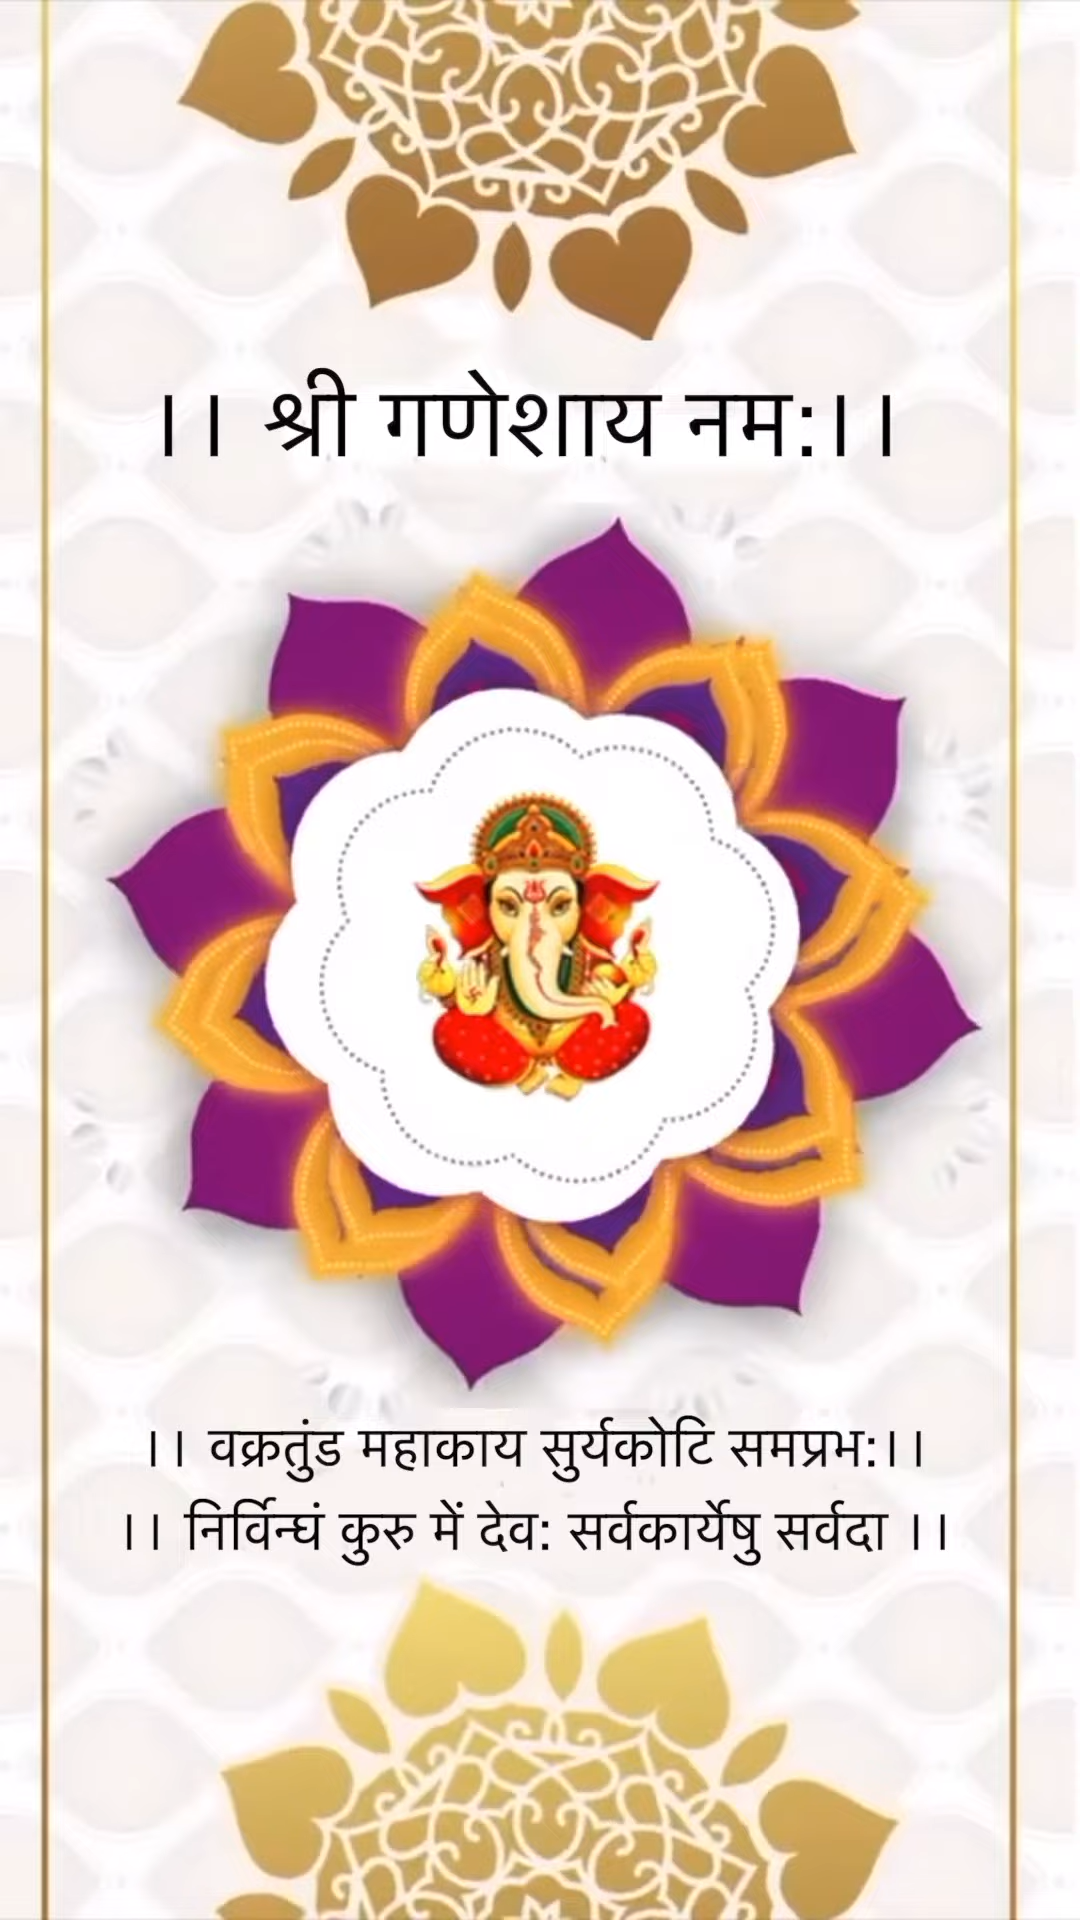 ।। श्री गणेशाय नम:।।
।। वक्रतुंड महाकाय सुर्यकोटि समप्रभ:।।
।। निर्विन्घं कुरु में देव: सर्वकार्येषु सर्वदा ।।